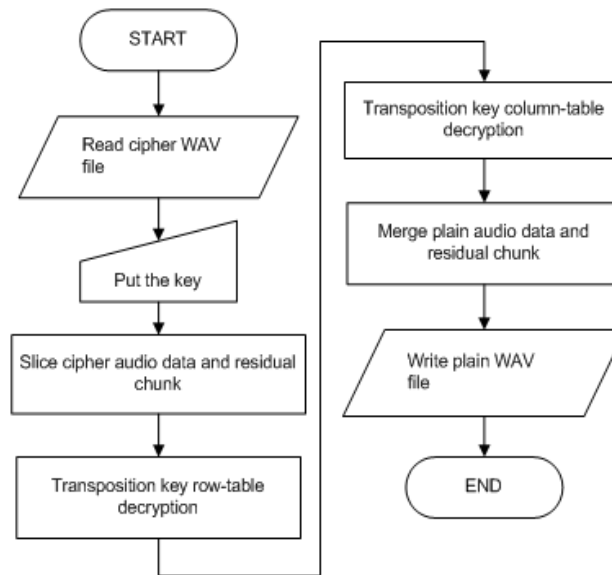 START
Read cipher WAV
file
Put the key
Slice cipher audio data and residual
chunk
Transposition key row-table
decryption
Transposition key column-table
decryption
Merge plain audio data and
residual chunk
Write plain WAV
file
END